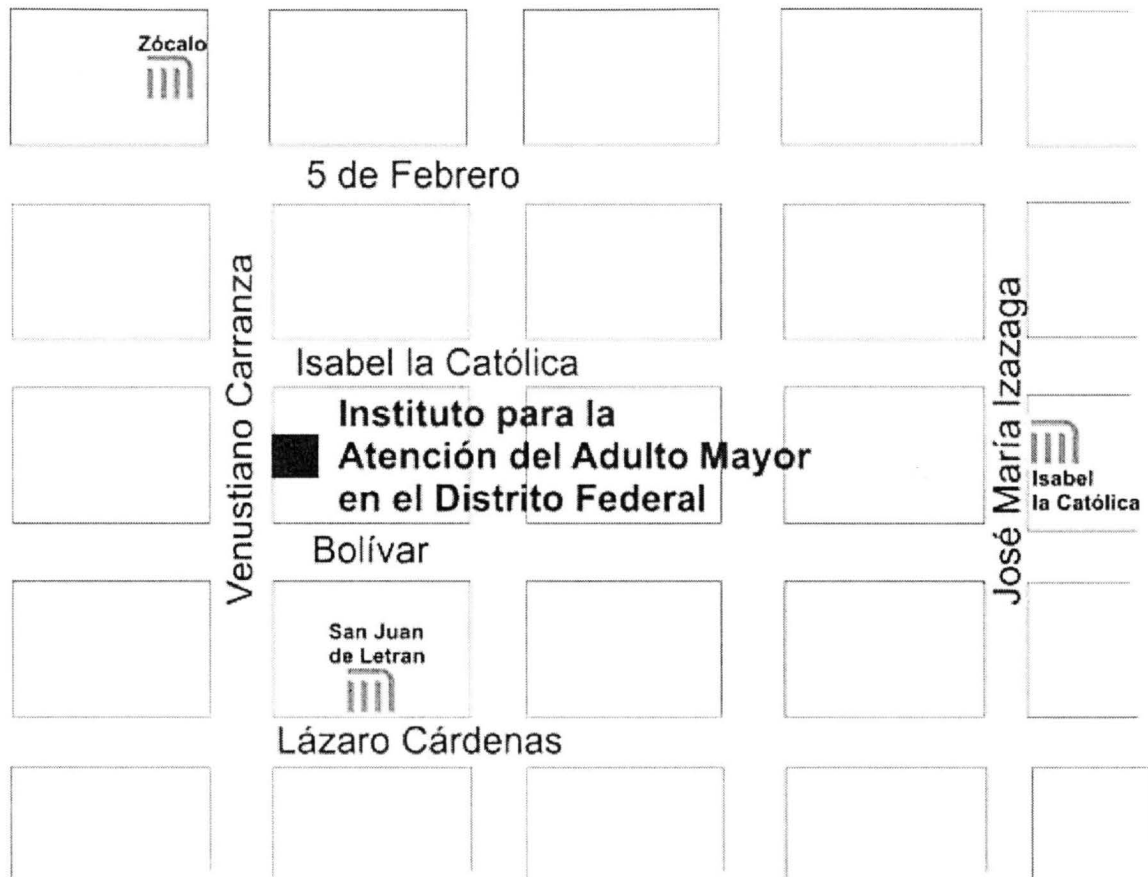 Zócalo
5 de Febrero
Venustiano Carranza
Isabel la Católica
Instituto para la
Atención del Adulto Mayor
en el Distrito Federal
José María Izazaga
Isabel
la Católica
Bolívar
San Juan
de Letran
Lázaro Cárdenas